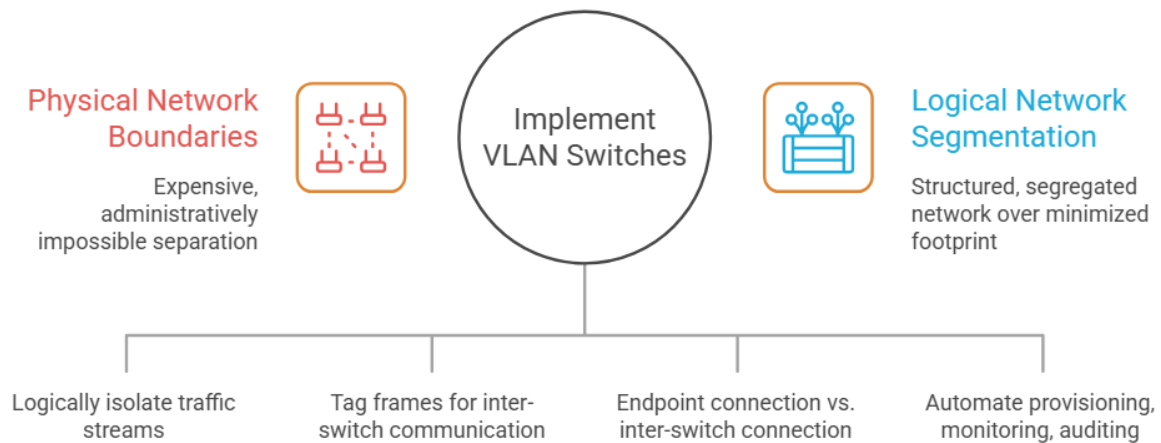 Physical Network
Boundaries
Expensive,
administratively
impossible separation
Implement
VLAN Switches
Logical Network
Segmentation
Structured, segregated
network over minimized
footprint
Logically isolate traffic
streams
Tag frames for inter-
switch communication
Endpoint connection vs.
inter-switch connection
Automate provisioning,
monitoring, auditing